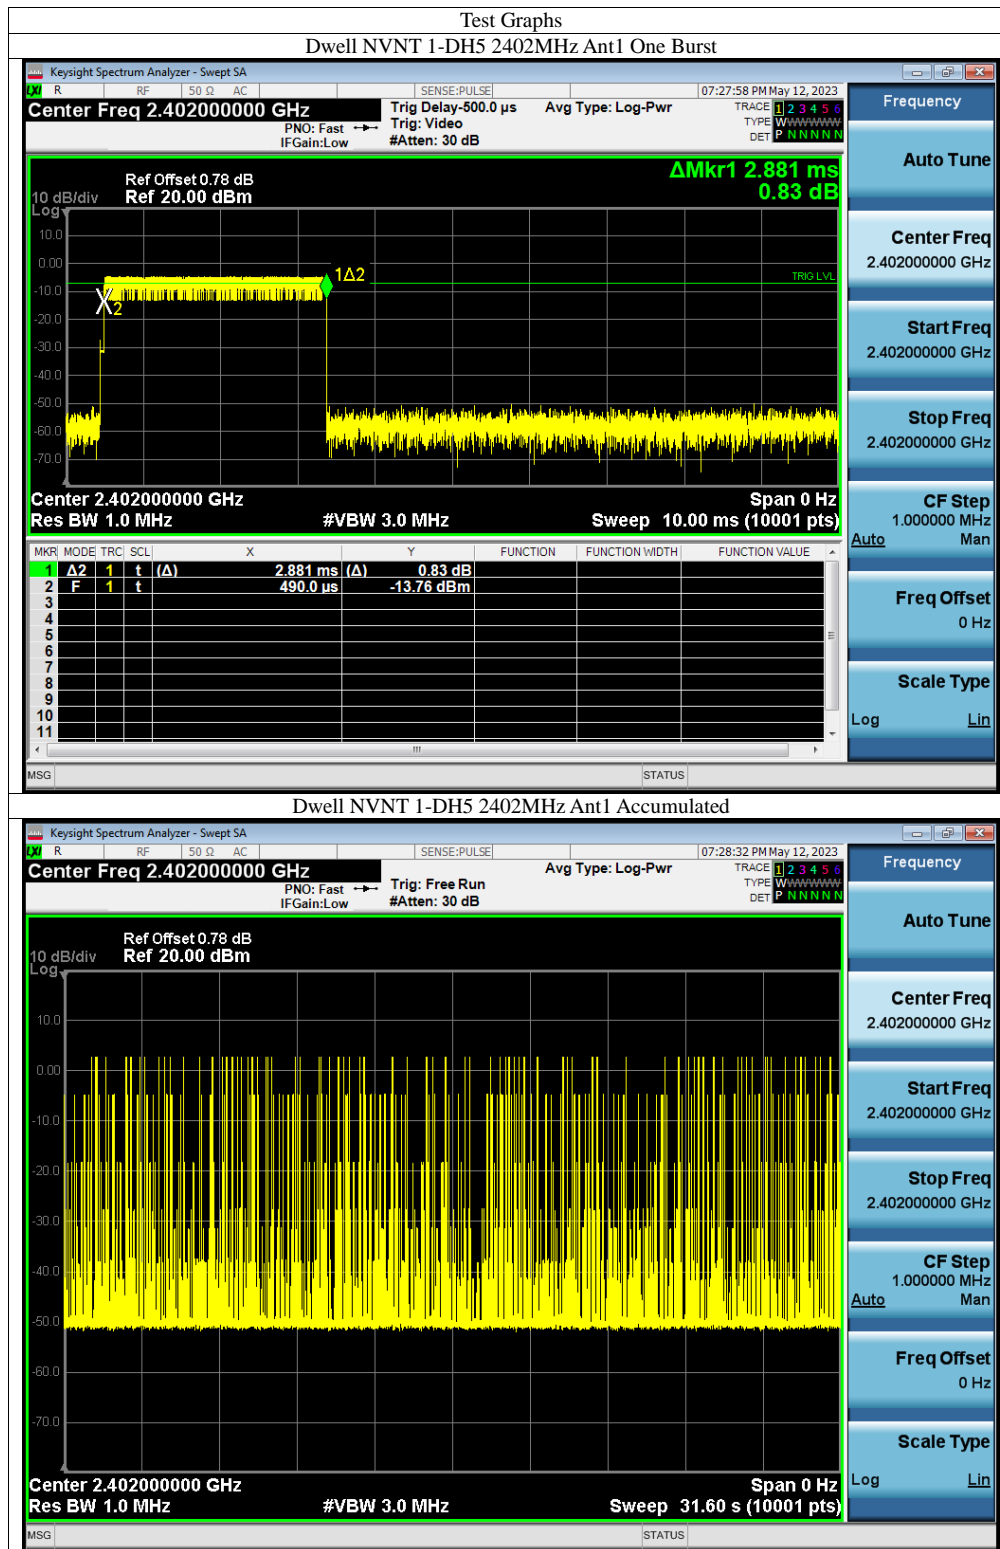 Test Graphs
Dwell NVNT 1-DH5 2402MHz Ant1 One Burst
Keysight Spectrum Analyzer - Swept SA
LXI R RF 50 Ω AC SENSE:PULSE 07:27:58 PM May 12, 2023
Center Freq 2.402000000 GHz Trig Delay-500.0 µs Avg Type: Log-Pwr TRACE 1 2 3 4 5 6
PNO: Fast Trig: Video TYPE WWWWWW
IFGain:Low #Atten: 30 dB DET P N N N N N
Frequency
Auto Tune
Center Freq
2.402000000 GHz
Start Freq
2.402000000 GHz
Stop Freq
2.402000000 GHz
CF Step
1.000000 MHz
Auto Man
Freq Offset
0 Hz
Scale Type
Log Lin
ΔMkr1 2.881 ms
0.83 dB
Ref Offset 0.78 dB
10 dB/div Ref 20.00 dBm
Log
10.0
0.00
-10.0
-20.0
-30.0
-40.0
-50.0
-60.0
-70.0
1Δ2
TRIG LVL
2
Center 2.402000000 GHz Span 0 Hz
Res BW 1.0 MHz #VBW 3.0 MHz Sweep 10.00 ms (10001 pts)
MKR MODE TRC SCL X Y FUNCTION FUNCTION WIDTH FUNCTION VALUE
1 Δ2 1 t (Δ) 2.881 ms (Δ) 0.83 dB
2 F 1 t 490.0 µs -13.76 dBm
3
4
5
6
7
8
9
10
11
MSG STATUS
Dwell NVNT 1-DH5 2402MHz Ant1 Accumulated
Keysight Spectrum Analyzer - Swept SA
LXI R RF 50 Ω AC SENSE:PULSE 07:28:32 PM May 12, 2023
Center Freq 2.402000000 GHz Avg Type: Log-Pwr TRACE 1 2 3 4 5 6
PNO: Fast Trig: Free Run TYPE WWWWWW
IFGain:Low #Atten: 30 dB DET P N N N N N
Frequency
Auto Tune
Center Freq
2.402000000 GHz
Start Freq
2.402000000 GHz
Stop Freq
2.402000000 GHz
CF Step
1.000000 MHz
Auto Man
Freq Offset
0 Hz
Scale Type
Log Lin
Ref Offset 0.78 dB
10 dB/div Ref 20.00 dBm
Log
10.0
0.00
-10.0
-20.0
-30.0
-40.0
-50.0
-60.0
-70.0
Center 2.402000000 GHz Span 0 Hz
Res BW 1.0 MHz #VBW 3.0 MHz Sweep 31.60 s (10001 pts)
MSG STATUS